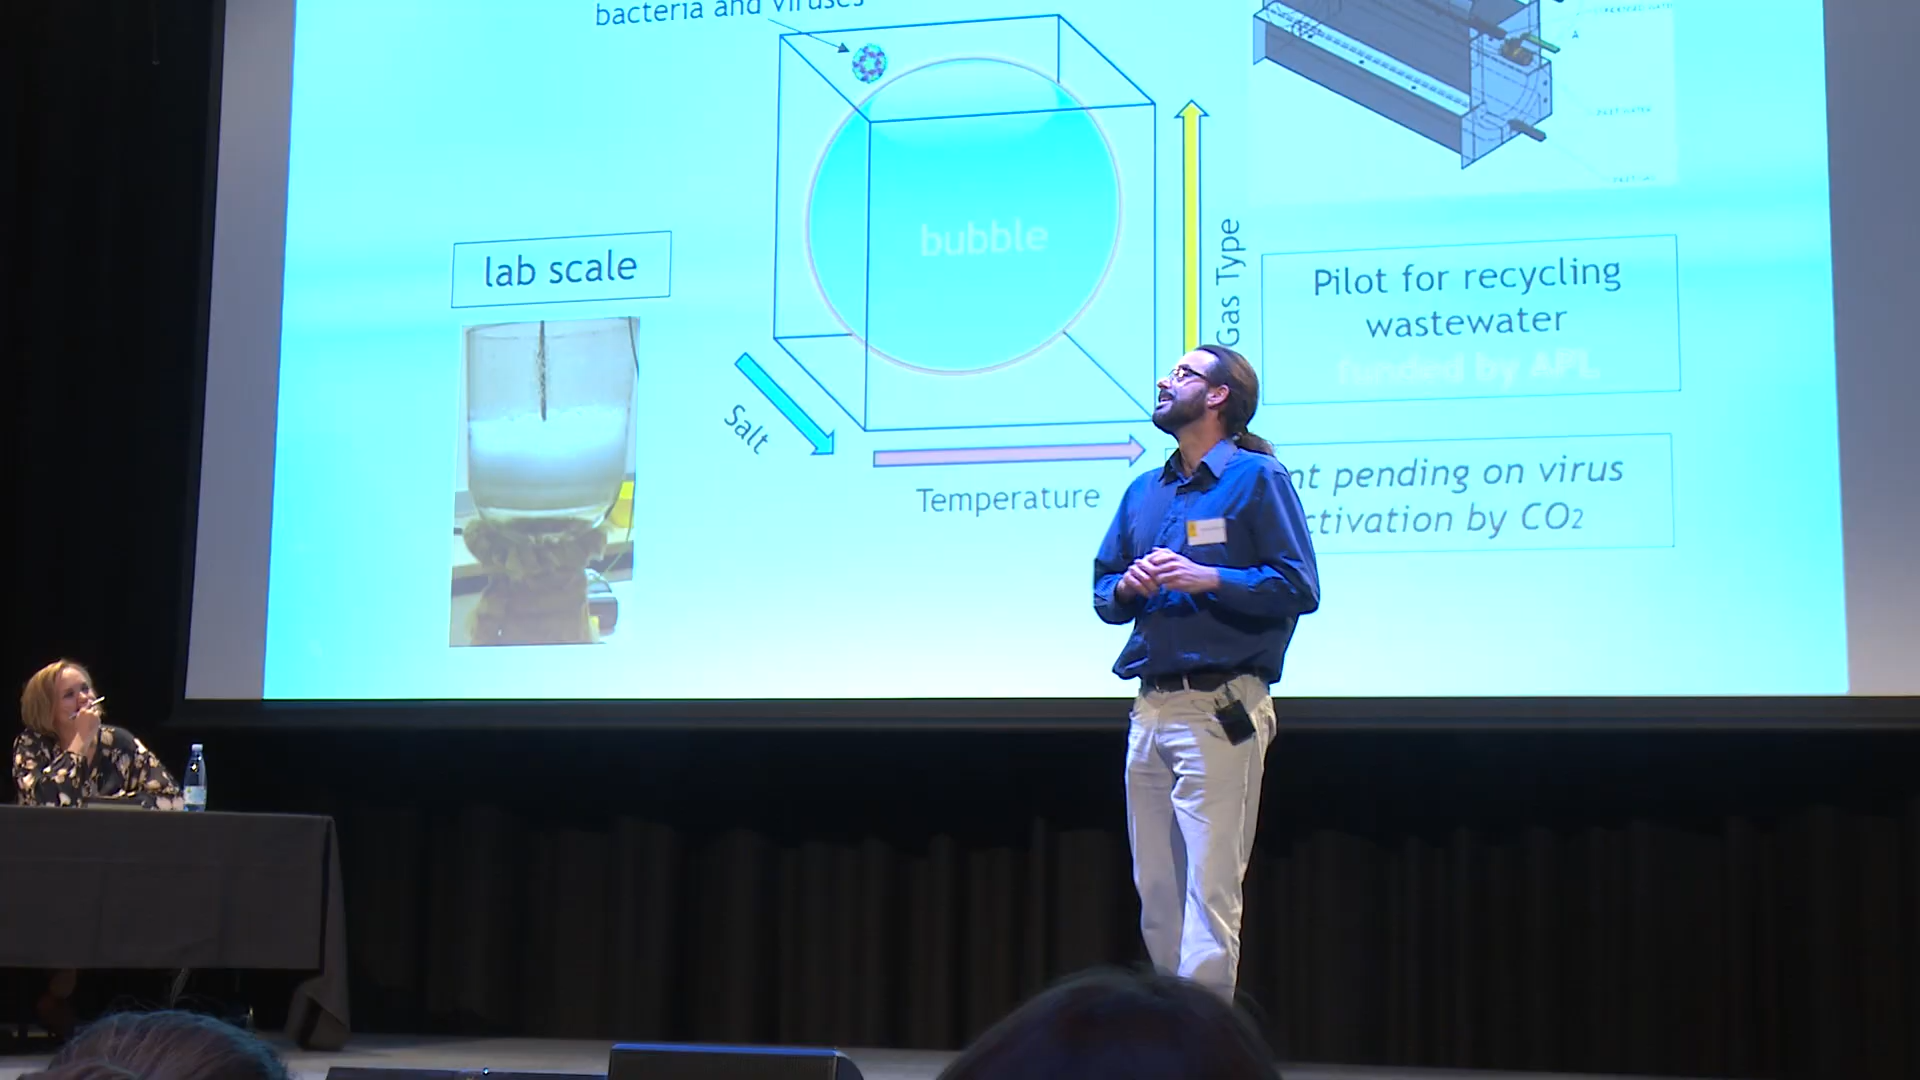 bacteria and viruses
bubble
lab scale
Salt
Temperature
Gas Type
Pilot for recycling
wastewater
funded by APL
nt pending on virus
ctivation by CO2